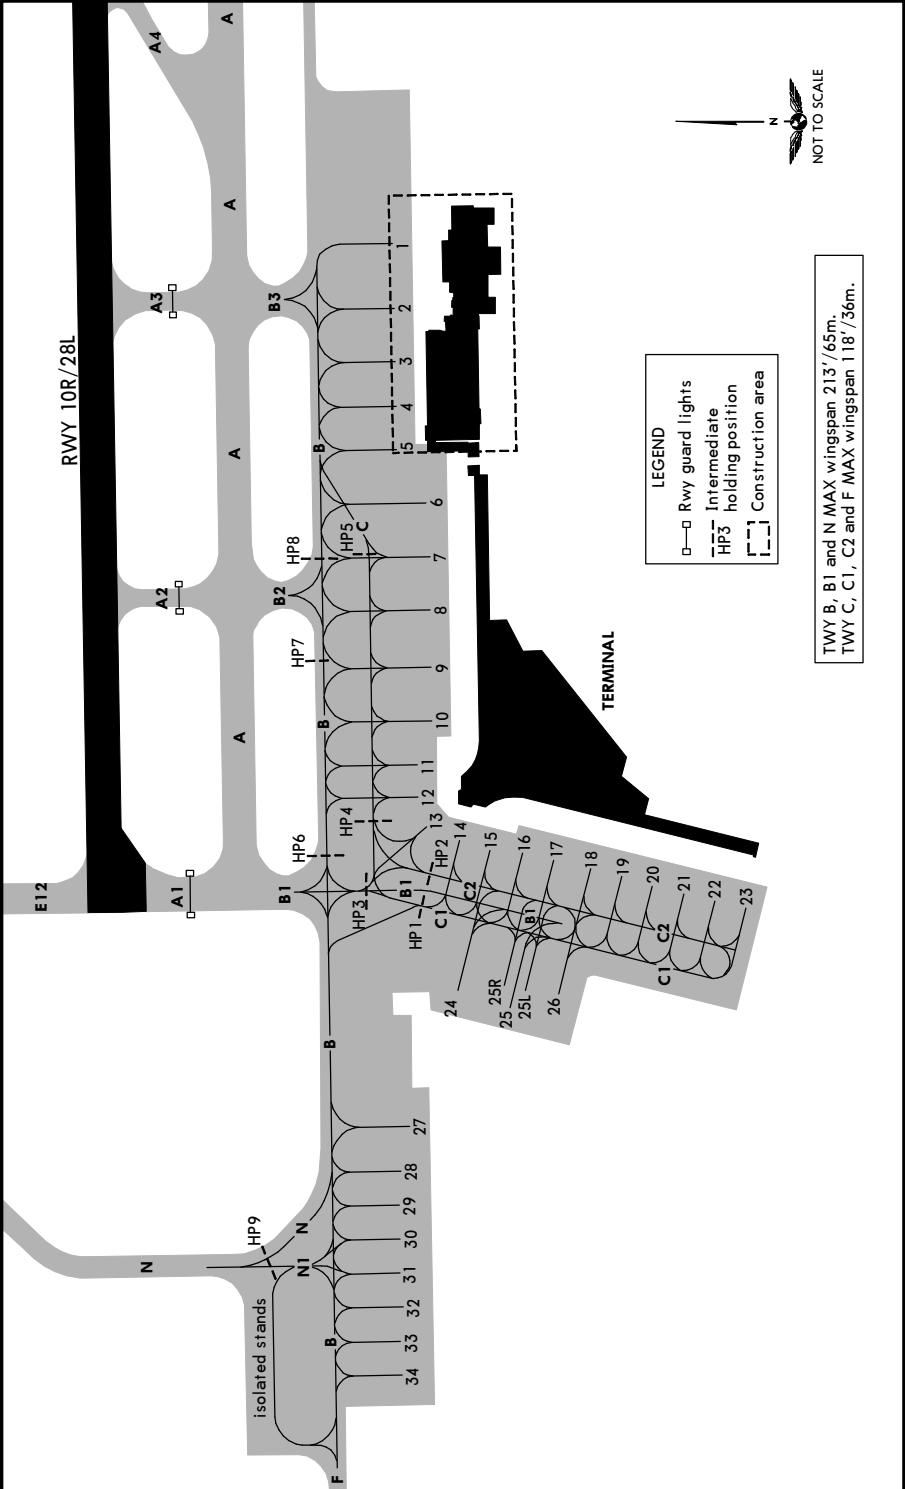 A4
A
E12
RWY 10R/28L
A1
A2
A3
A
A
A
N
B1
B2
B3
HP9
HP6
HP7
HP8
isolated stands
N
N1
B
B
B
B
F
HP3
HP4
HP5
C
34
33
32
31
30
29
28
27
HP1
HP2
B1
C1
C2
13
12
11
10
9
8
7
6
5
4
3
2
1
14
15
16
17
18
19
20
21
22
23
24
25R
25
25L
26
B1
C1
C2
TERMINAL
N
NOT TO SCALE
LEGEND
Rwy guard lights
Intermediate
HP3 holding position
Construction area
TWY B, B1 and N MAX wingspan 213'/65m.
TWY C, C1, C2 and F MAX wingspan 118'/36m.